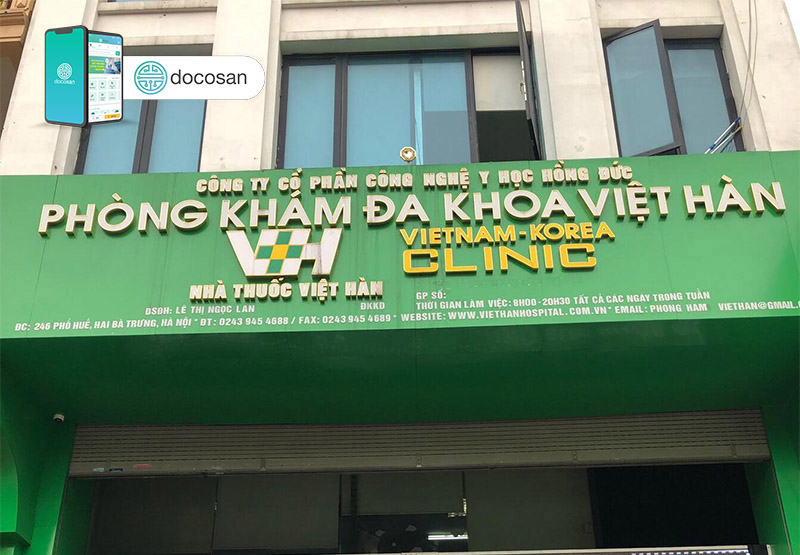 docosan
docosan
CÔNG TY CỔ PHẦN CÔNG NGHỆ Y HỌC HỒNG ĐỨC
PHÒNG KHÁM ĐA KHOA VIỆT HÀN
VH
VIETNAM-KOREA
CLINIC
NHÀ THUỐC VIỆT HÀN
DSĐH: LÊ THỊ NGỌC LAN ĐKKD
GP SỐ:
THỜI GIAN LÀM VIỆC: 8H00 - 20H30 TẤT CẢ CÁC NGÀY TRONG TUẦN
ĐC: 246 PHỐ HUẾ, HAI BÀ TRƯNG, HÀ NỘI * ĐT: 0243 945 4688 / FAX: 0243 945 4689 * WEBSITE: WWW.VIETHANHOSPITAL.COM.VN * EMAIL: PHONG HAM VIETHAN@GMAIL